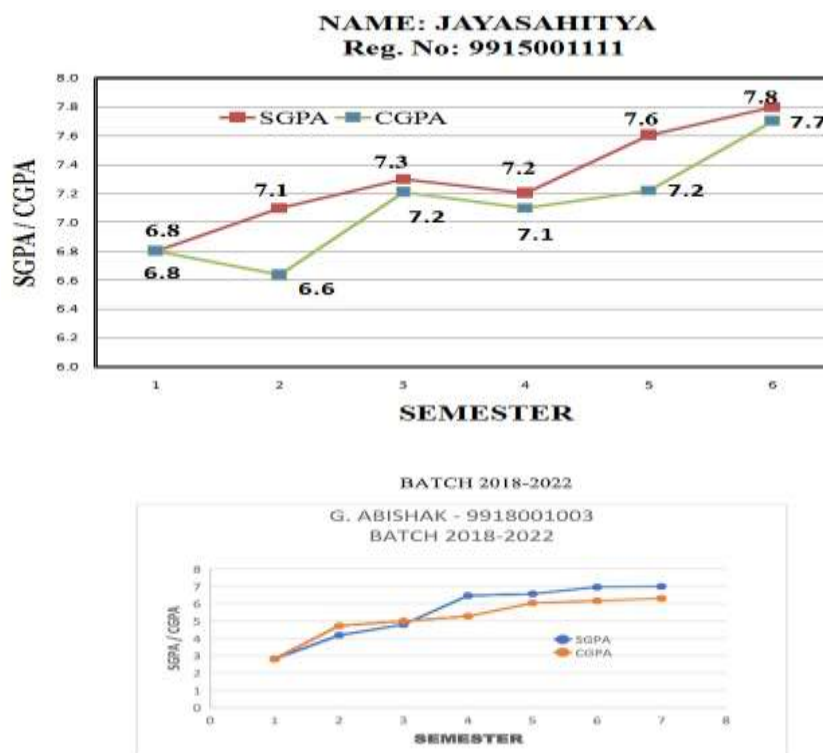 NAME: JAYASAHITYA
Reg. No: 9915001111
8.0
7.8
7.6
7.4
7.2
7.0
6.8
6.6
6.4
6.2
6.0
SGPA / CGPA
SGPA CGPA
6.8
7.1
7.3
7.2
7.6
7.8
6.8
6.6
7.2
7.1
7.2
7.7
1 2 3 4 5 6
SEMESTER
BATCH 2018-2022
G. ABISHAK - 9918001003
BATCH 2018-2022
8
7
6
5
4
3
2
1
0
SGPA / CGPA
SGPA
CGPA
0 1 2 3 4 5 6 7 8
SEMESTER